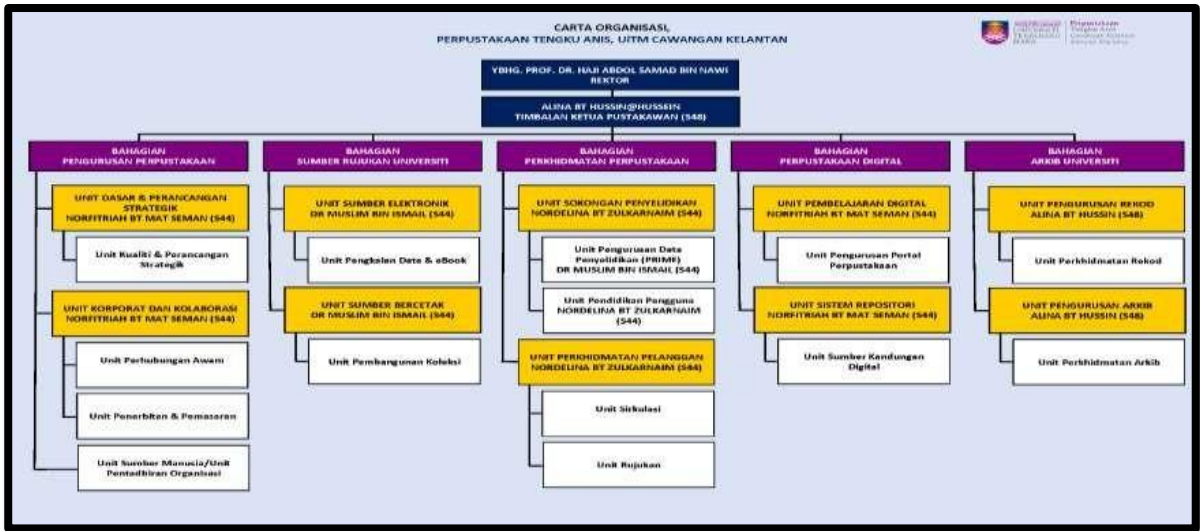 CARTA ORGANISASI,
PERPUSTAKAAN TENGKU ANIS, UITM CAWANGAN KELANTAN
UNIVERSITI
TEKNOLOGI
MARA
Perpustakaan
Tengku Anis
YBHG. PROF. DR. HAJI ABDOL SAMAD BIN NAWI
REKTOR
ALINA BT HUSSIN@HUSSEIN
TIMBALAN KETUA PUSTAKAWAN (S48)
BAHAGIAN
PENGURUSAN PERPUSTAKAAN
UNIT DASAR & PERANCANGAN
STRATEGIK
NORFITRIAH BT MAT SEMAN (S44)
Unit Kualiti & Perancangan
Strategik
UNIT KORPORAT DAN KOLABORASI
NORFITRIAH BT MAT SEMAN (S44)
Unit Perhubungan Awam
Unit Penerbitan & Pemasaran
Unit Sumber Manusia/Unit
Pentadbiran Organisasi
BAHAGIAN
SUMBER RUJUKAN UNIVERSITI
UNIT SUMBER ELEKTRONIK
DR MUSLIM BIN ISMAIL (S44)
Unit Pengkalan Data & eBook
UNIT SUMBER BERCETAK
DR MUSLIM BIN ISMAIL (S44)
Unit Pembangunan Koleksi
BAHAGIAN
PERKHIDMATAN PERPUSTAKAAN
UNIT SOKONGAN PENYELIDIKAN
NORDELINA BT ZULKARNAIM (S44)
Unit Pengurusan Data
Penyelidikan (PRIME)
DR MUSLIM BIN ISMAIL (S44)
Unit Pendidikan Pengguna
NORDELINA BT ZULKARNAIM
(S44)
UNIT PERKHIDMATAN PELANGGAN
NORDELINA BT ZULKARNAIM (S44)
Unit Sirkulasi
Unit Rujukan
BAHAGIAN
PERPUSTAKAAN DIGITAL
UNIT PEMBELAJARAN DIGITAL
NORFITRIAH BT MAT SEMAN (S44)
Unit Pengurusan Portal
Perpustakaan
UNIT SISTEM REPOSITORI
NORFITRIAH BT MAT SEMAN (S44)
Unit Sumber Kandungan
Digital
BAHAGIAN
ARKIB UNIVERSITI
UNIT PENGURUSAN REKOD
ALINA BT HUSSIN (S48)
Unit Perkhidmatan Rekod
UNIT PENGURUSAN ARKIB
ALINA BT HUSSIN (S48)
Unit Perkhidmatan Arkib